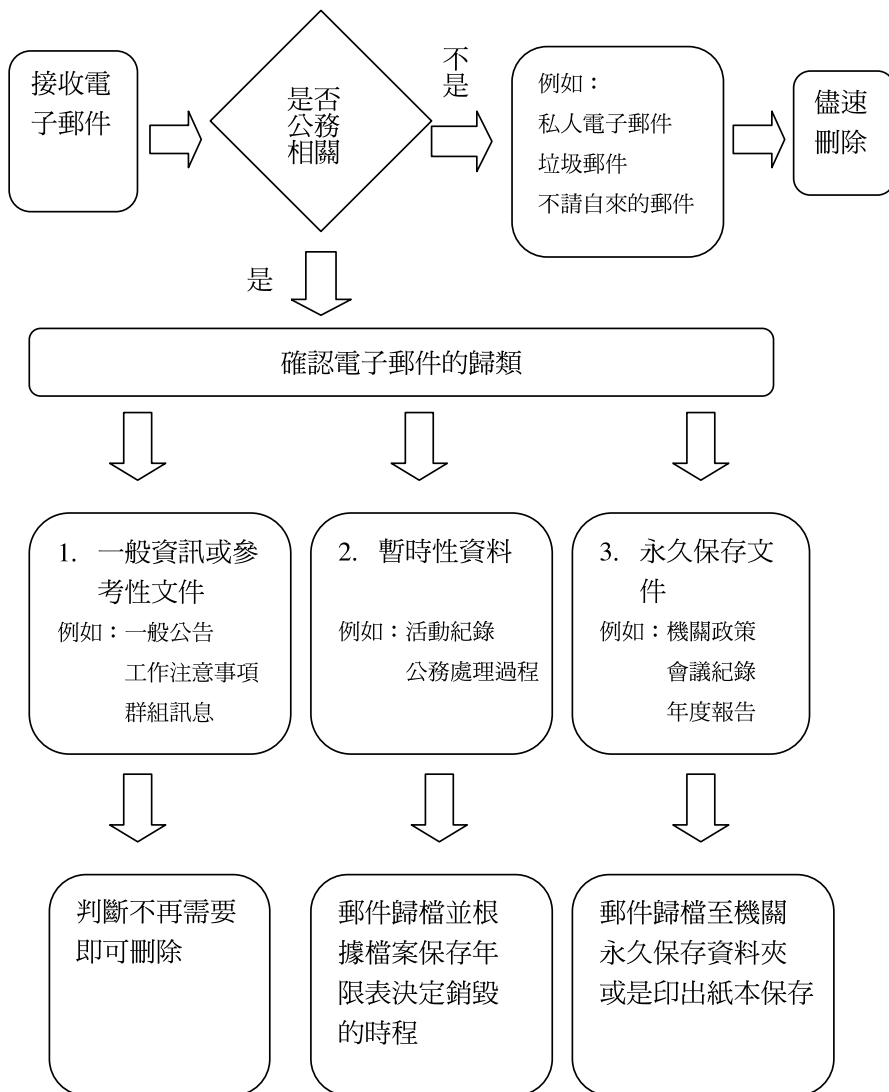 接收電
子郵件
是否
公務
相關
不是
例如：
私人電子郵件
垃圾郵件
不請自來的郵件
儘速
刪除
是
確認電子郵件的歸類
1. 一般資訊或參
考性文件
例如：一般公告
工作注意事項
群組訊息
2. 暫時性資料
例如：活動紀錄
公務處理過程
3. 永久保存文
件
例如：機關政策
會議紀錄
年度報告
判斷不再需要
即可刪除
郵件歸檔並根
據檔案保存年
限表決定銷毀
的時程
郵件歸檔至機關
永久保存資料夾
或是印出紙本保存